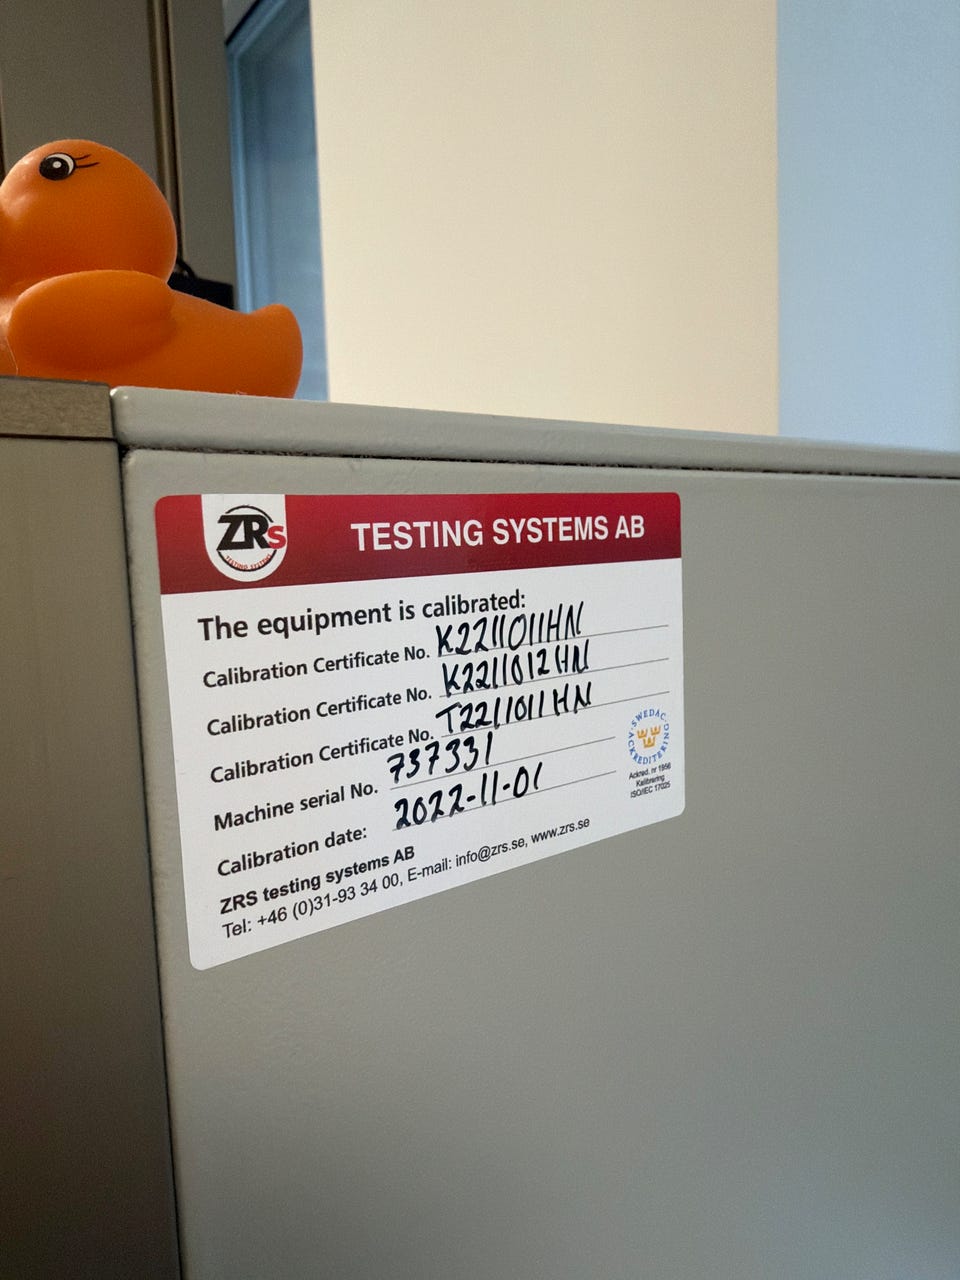 ZRS
TESTING SYSTEMS
TESTING SYSTEMS AB
The equipment is calibrated:
Calibration Certificate No. K2211011HN
Calibration Certificate No. K2211012HN
Calibration Certificate No. T2211011HN
Machine serial No. 737331
Calibration date: 2022-11-01
SWEDAC
ACKREDITERING
Ackred. nr 1956
Kalibrering
ISO/IEC 17025
ZRS testing systems AB
Tel: +46 (0)31-93 34 00, E-mail: info@zrs.se, www.zrs.se